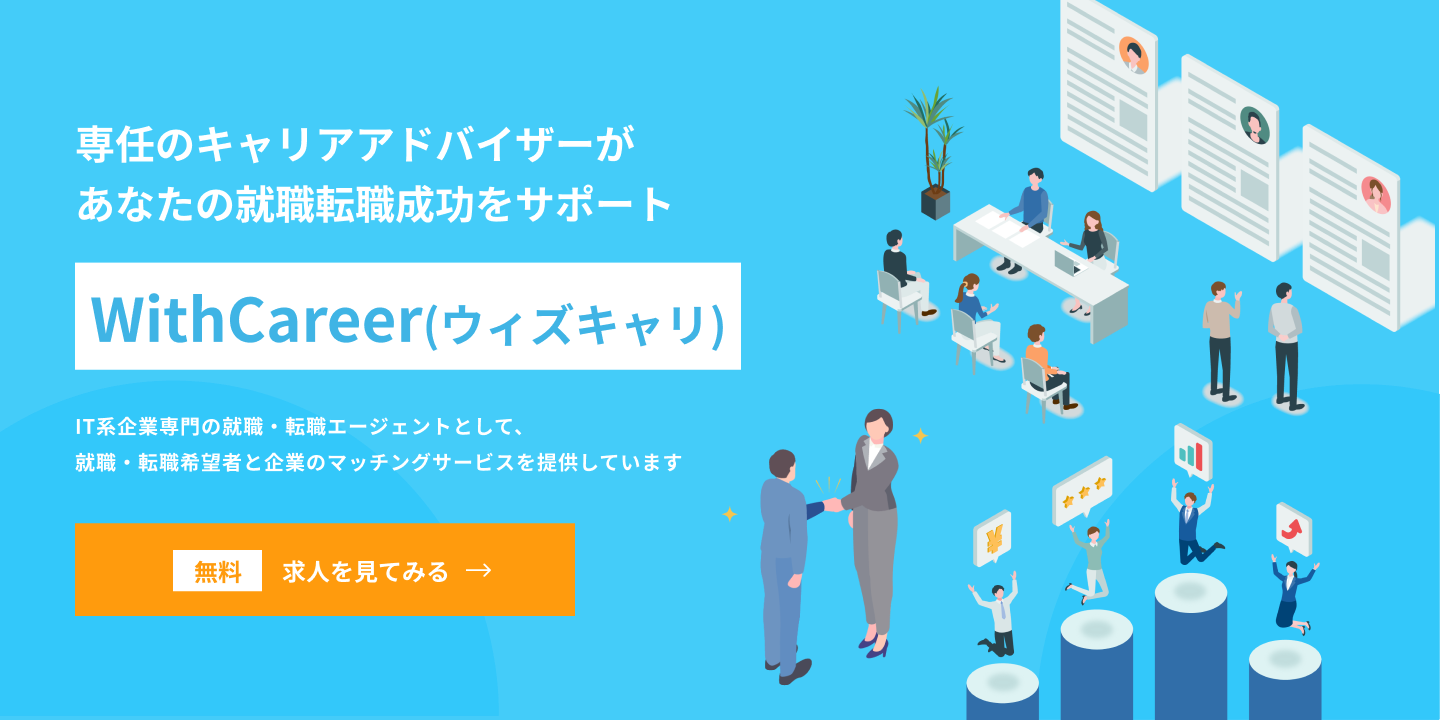 専任のキャリアアドバイザーが
あなたの就職転職成功をサポート
WithCareer(ウィズキャリ)
IT系企業専門の就職・転職エージェントとして、
就職・転職希望者と企業のマッチングサービスを提供しています
無料 求人を見てみる →
¥